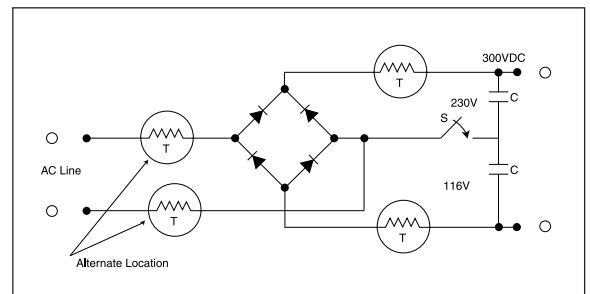 300VDC
T
C
230V
S
T
AC Line
C
116V
T
T
Alternate Location